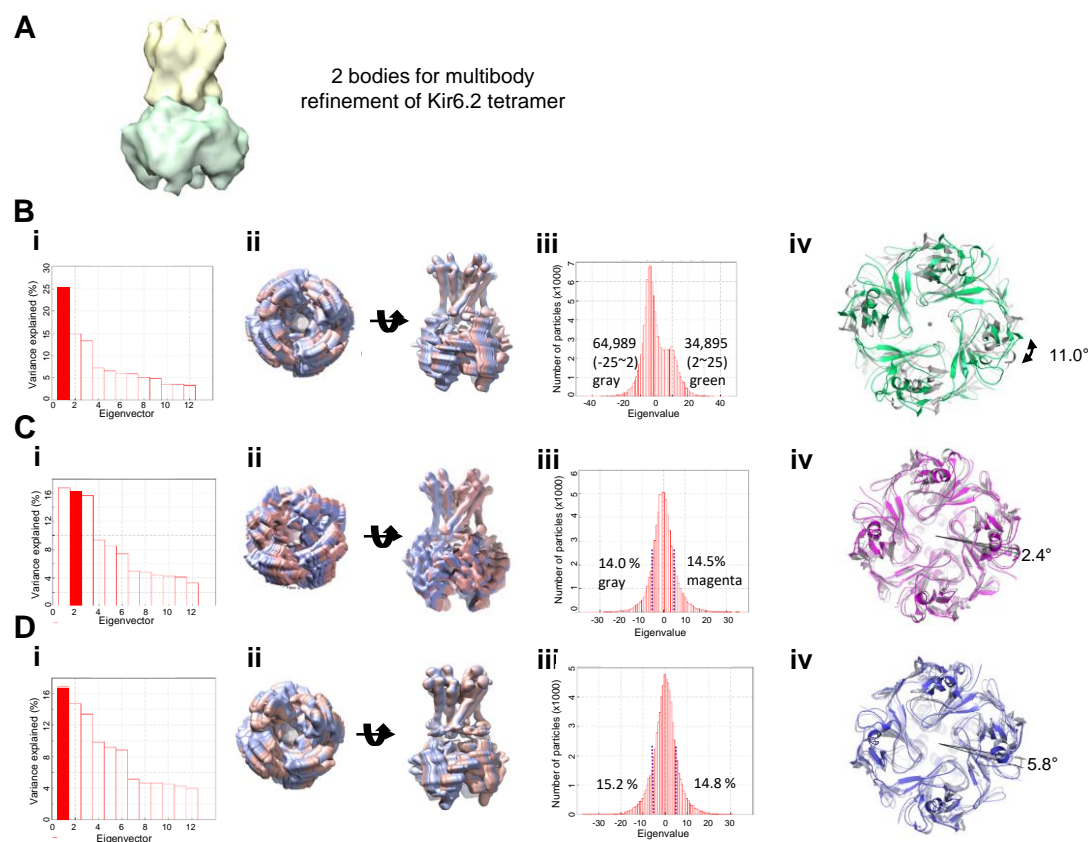 A
2 bodies for multibody
refinement of Kir6.2 tetramer
B
i
ii
iii
iv
Variance explained (%)
30
25
20
15
10
5
0
0
2
4
6
8
10
12
Eigenvector
Number of particles (x1000)
7
6
5
4
3
2
1
0
64,989
(-25~2)
gray
34,895
(2~25)
green
-40
-20
0
20
40
Eigenvalue
11.0°
C
i
ii
iii
iv
Variance explained (%)
16
12
8
4
0
0
2
4
6
8
10
12
Eigenvector
Number of particles (x1000)
6
5
4
3
2
1
0
14.0 %
gray
14.5%
magenta
-30
-20
-10
0
10
20
30
Eigenvalue
2.4°
D
i
ii
iii
iv
Variance explained (%)
16
12
8
4
0
0
2
4
6
8
10
12
Eigenvector
Number of particles (x1000)
5
4
3
2
1
0
15.2 %
14.8 %
-30
-20
-10
0
10
20
30
Eigenvalue
5.8°